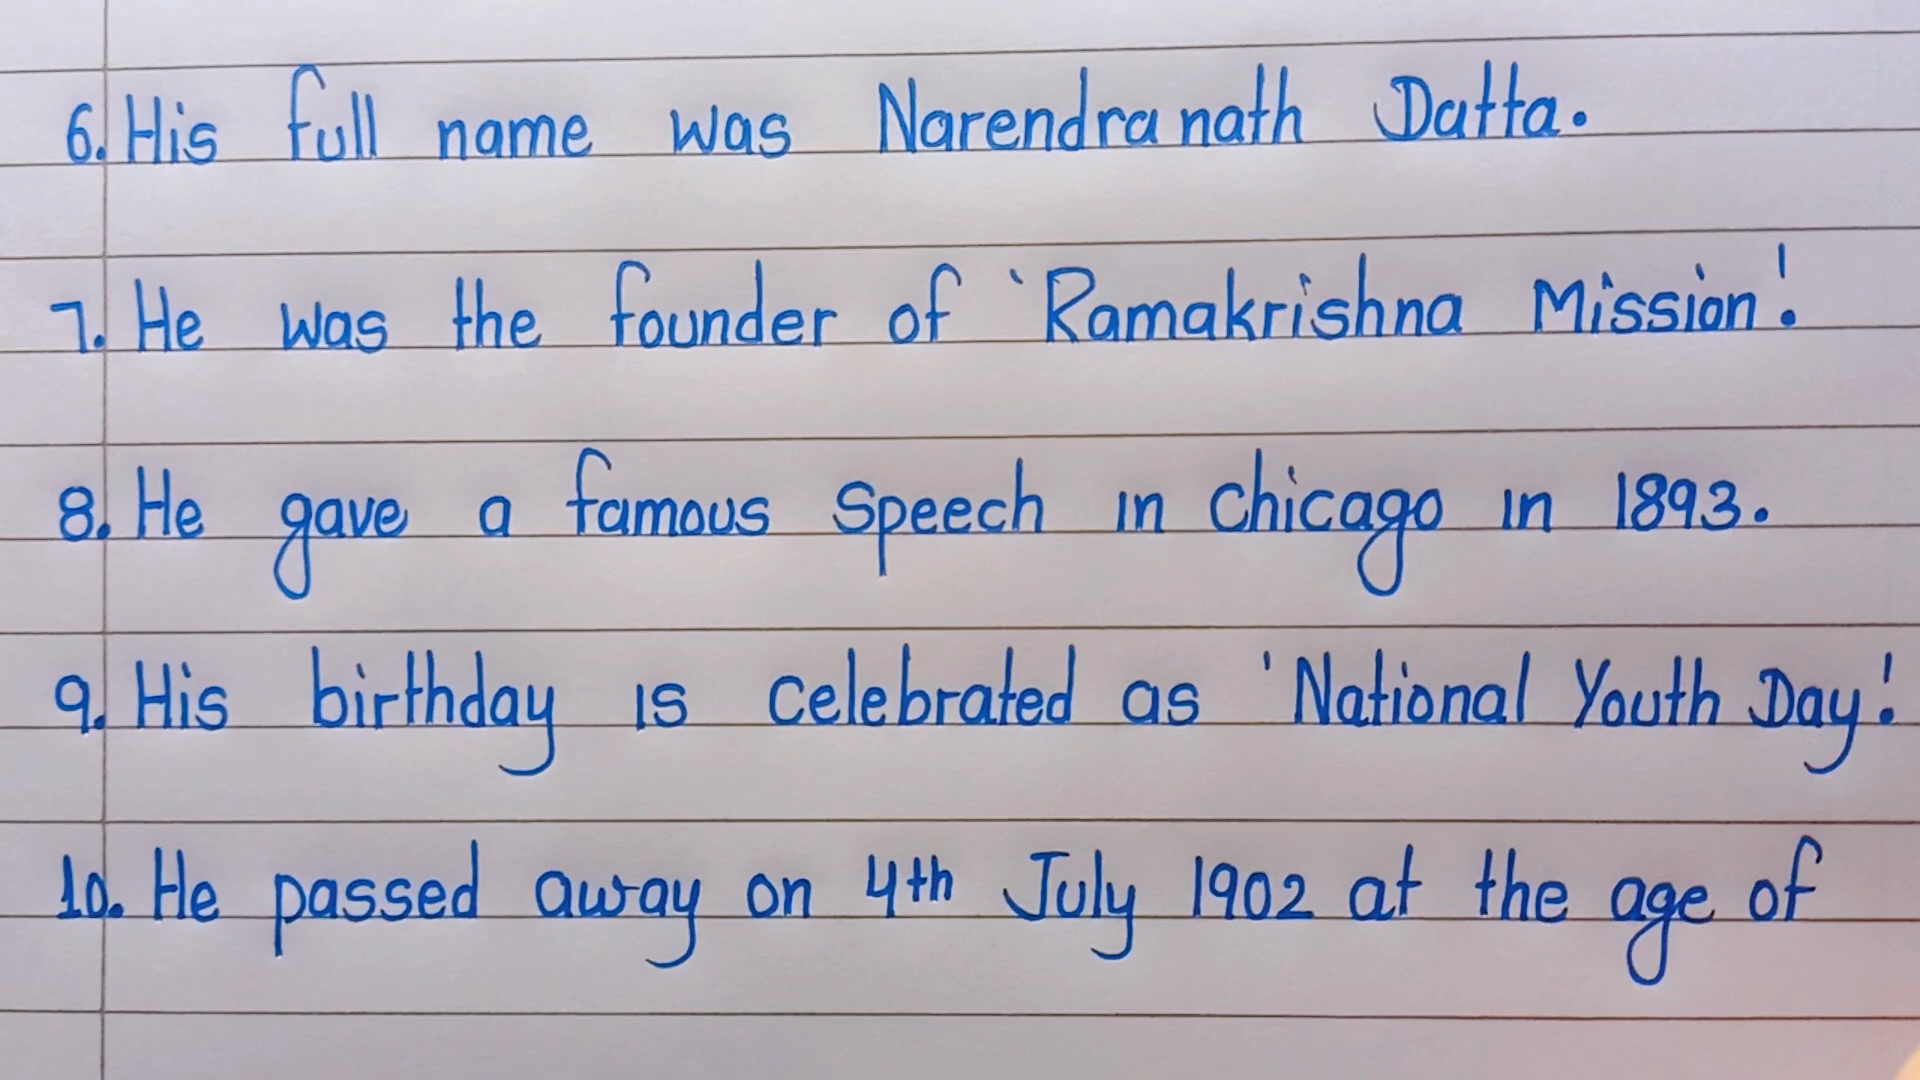 6. His full name was Narendra nath Datta.
7. He was the founder of 'Ramakrishna Mission'.
8. He gave a famous speech in chicago in 1893.
9. His birthday is celebrated as 'National Youth Day'.
10. He passed away on 4th July 1902 at the age of